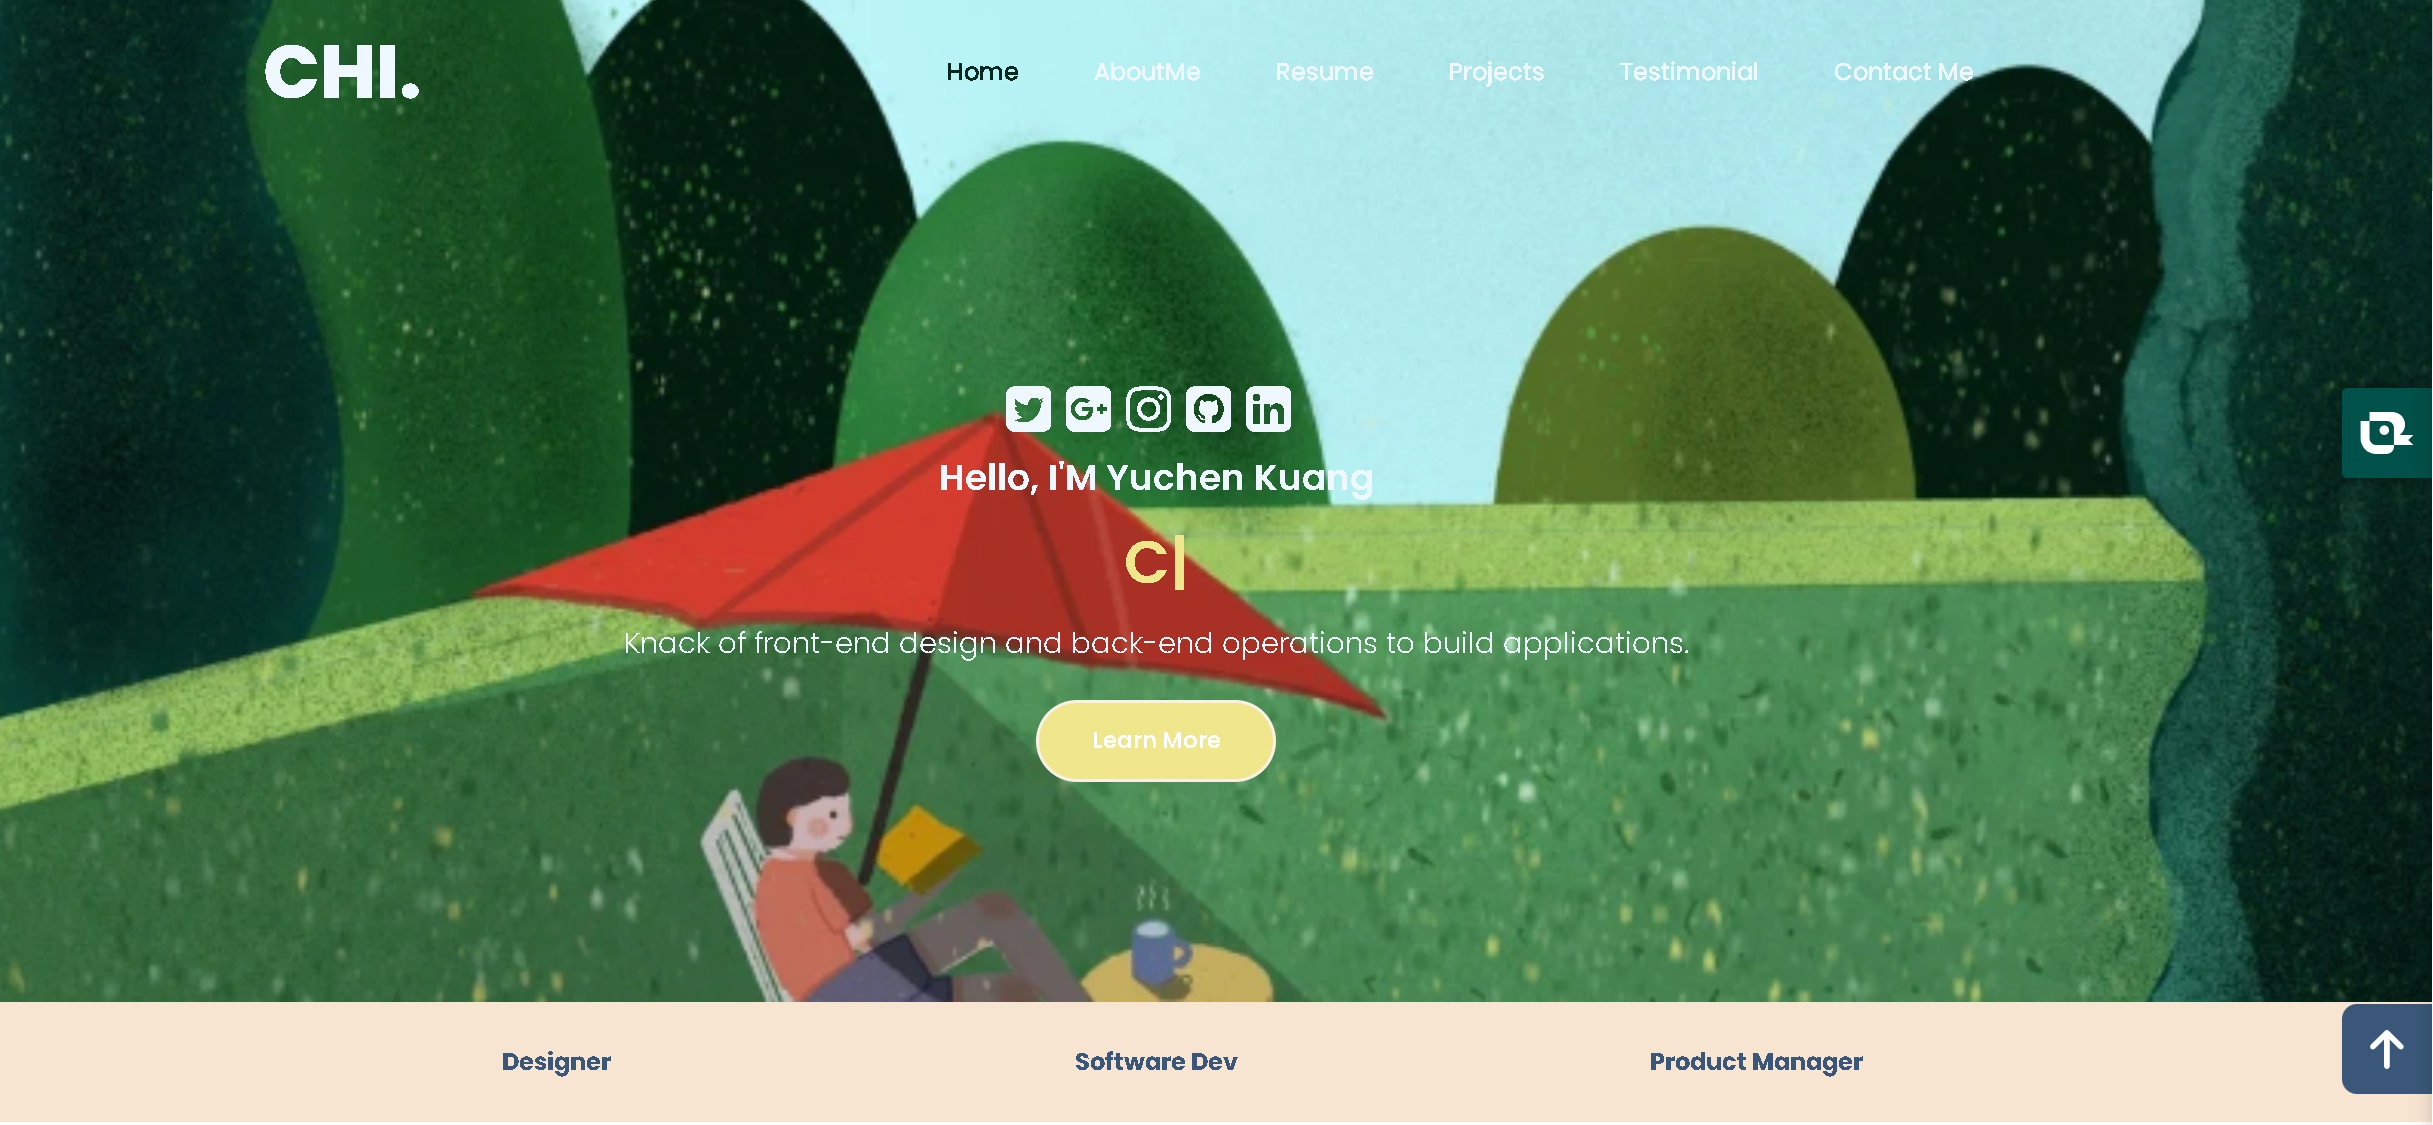 CHI.
Home AboutMe Resume Projects Testimonial Contact Me
Hello, I'M Yuchen Kuang
C|
Knack of front-end design and back-end operations to build applications.
Learn More
Designer Software Dev Product Manager